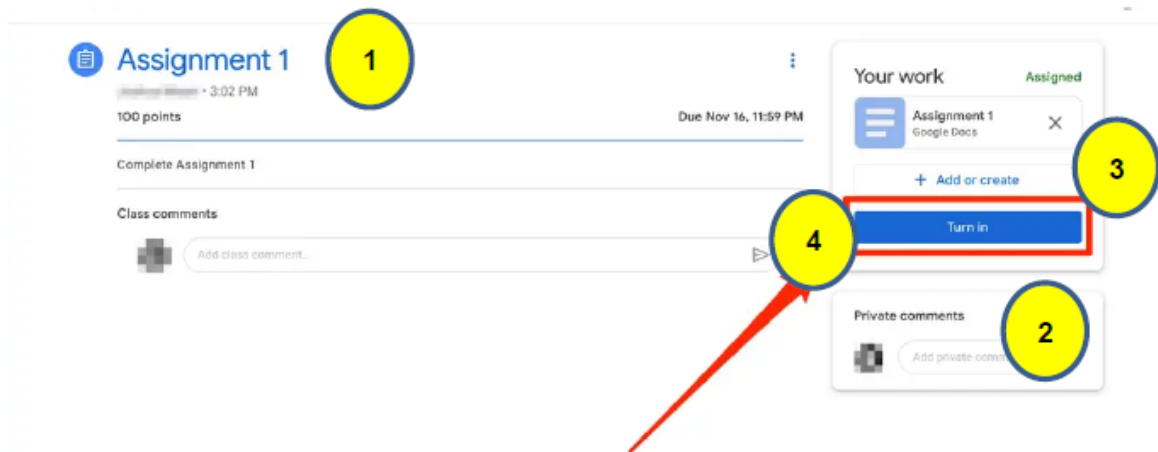 Assignment 1
1
• 3:02 PM
100 points
Due Nov 16, 11:59 PM
Complete Assignment 1
Class comments
Add class comment...
Your work
Assigned
Assignment 1
Google Docs
3
+ Add or create
4
Turn in
Private comments
2
Add private comm